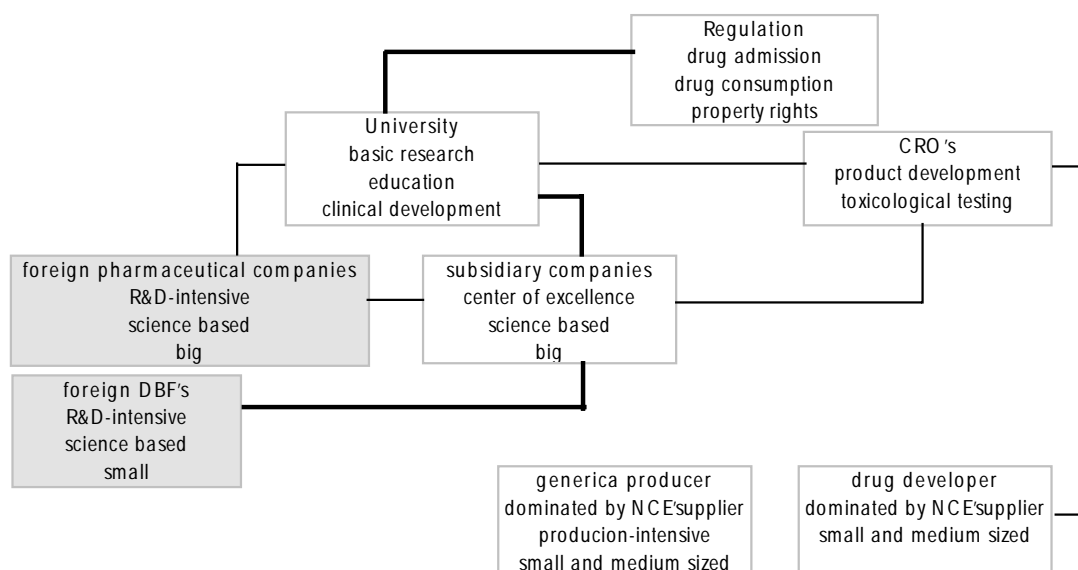 Regulation
drug admission
drug consumption
property rights
University
basic research
education
clinical development
CRO's
product development
toxicological testing
foreign pharmaceutical companies
R&D-intensive
science based
big
subsidiary companies
center of excellence
science based
big
foreign DBF's
R&D-intensive
science based
small
generica producer
dominated by NCE'supplier
producion-intensive
small and medium sized
drug developer
dominated by NCE'supplier
small and medium sized